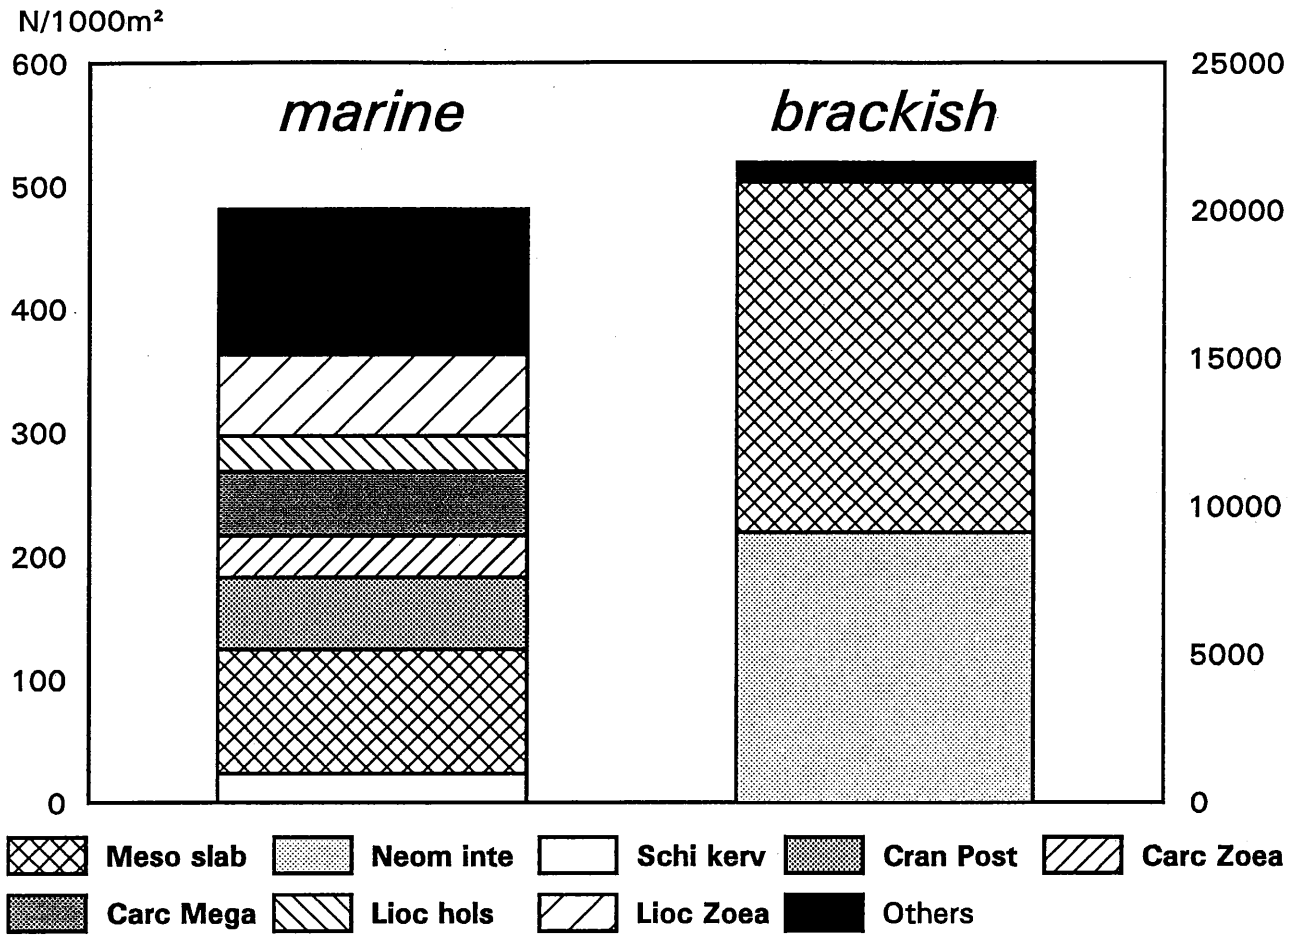 N/1000m²
600 25000
marine brackish
500 20000
400
15000
300
10000
200
5000
100
0 0
Meso slab Neom inte Schi kerv Cran Post Carc Zoea
Carc Mega Lioc hols Lioc Zoea Others